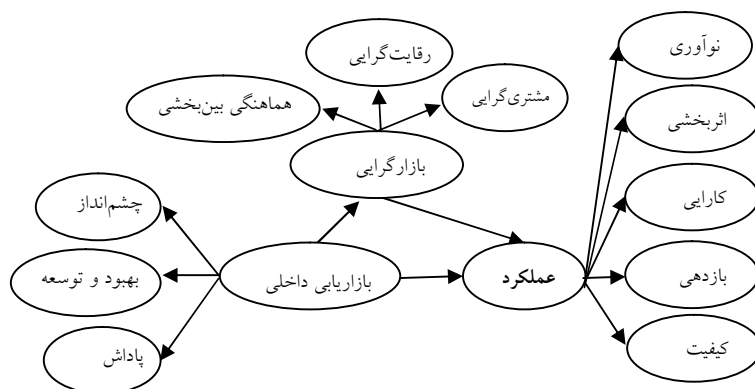 نوآوری
رقابت‌گرایی
مشتری‌گرایی
هماهنگی بین‌بخشی
اثربخشی
بازارگرایی
کارایی
چشم‌انداز
بازاریابی داخلی
عملکرد
بهبود و توسعه
بازدهی
پاداش
کیفیت